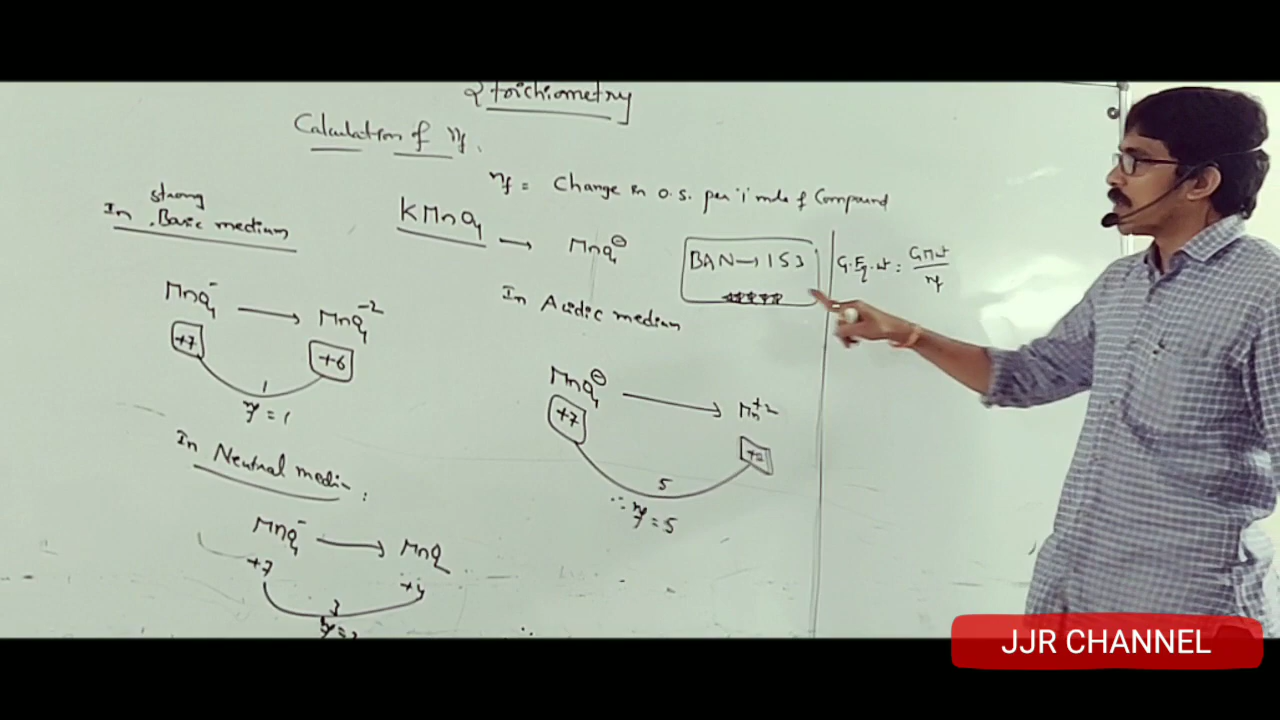 Stoichiometry
Calculation of nf.
nf = Change in o.s. per '1' mole of Compound
In strong Basic medium
KMnO4 → MnO4⊖
BAN → 153
G.Eq.wt = GMwt / nf
MnO4⁻ → MnO4⁻²
+7 +6
1
nf = 1
In Acidic medium
MnO4⊖ → Mn⁺²
+7 +2
5
∴ nf = 5
In Neutral medium:
MnO4⁻ → MnO2
+7 +4
3
nf = 3
JJR CHANNEL